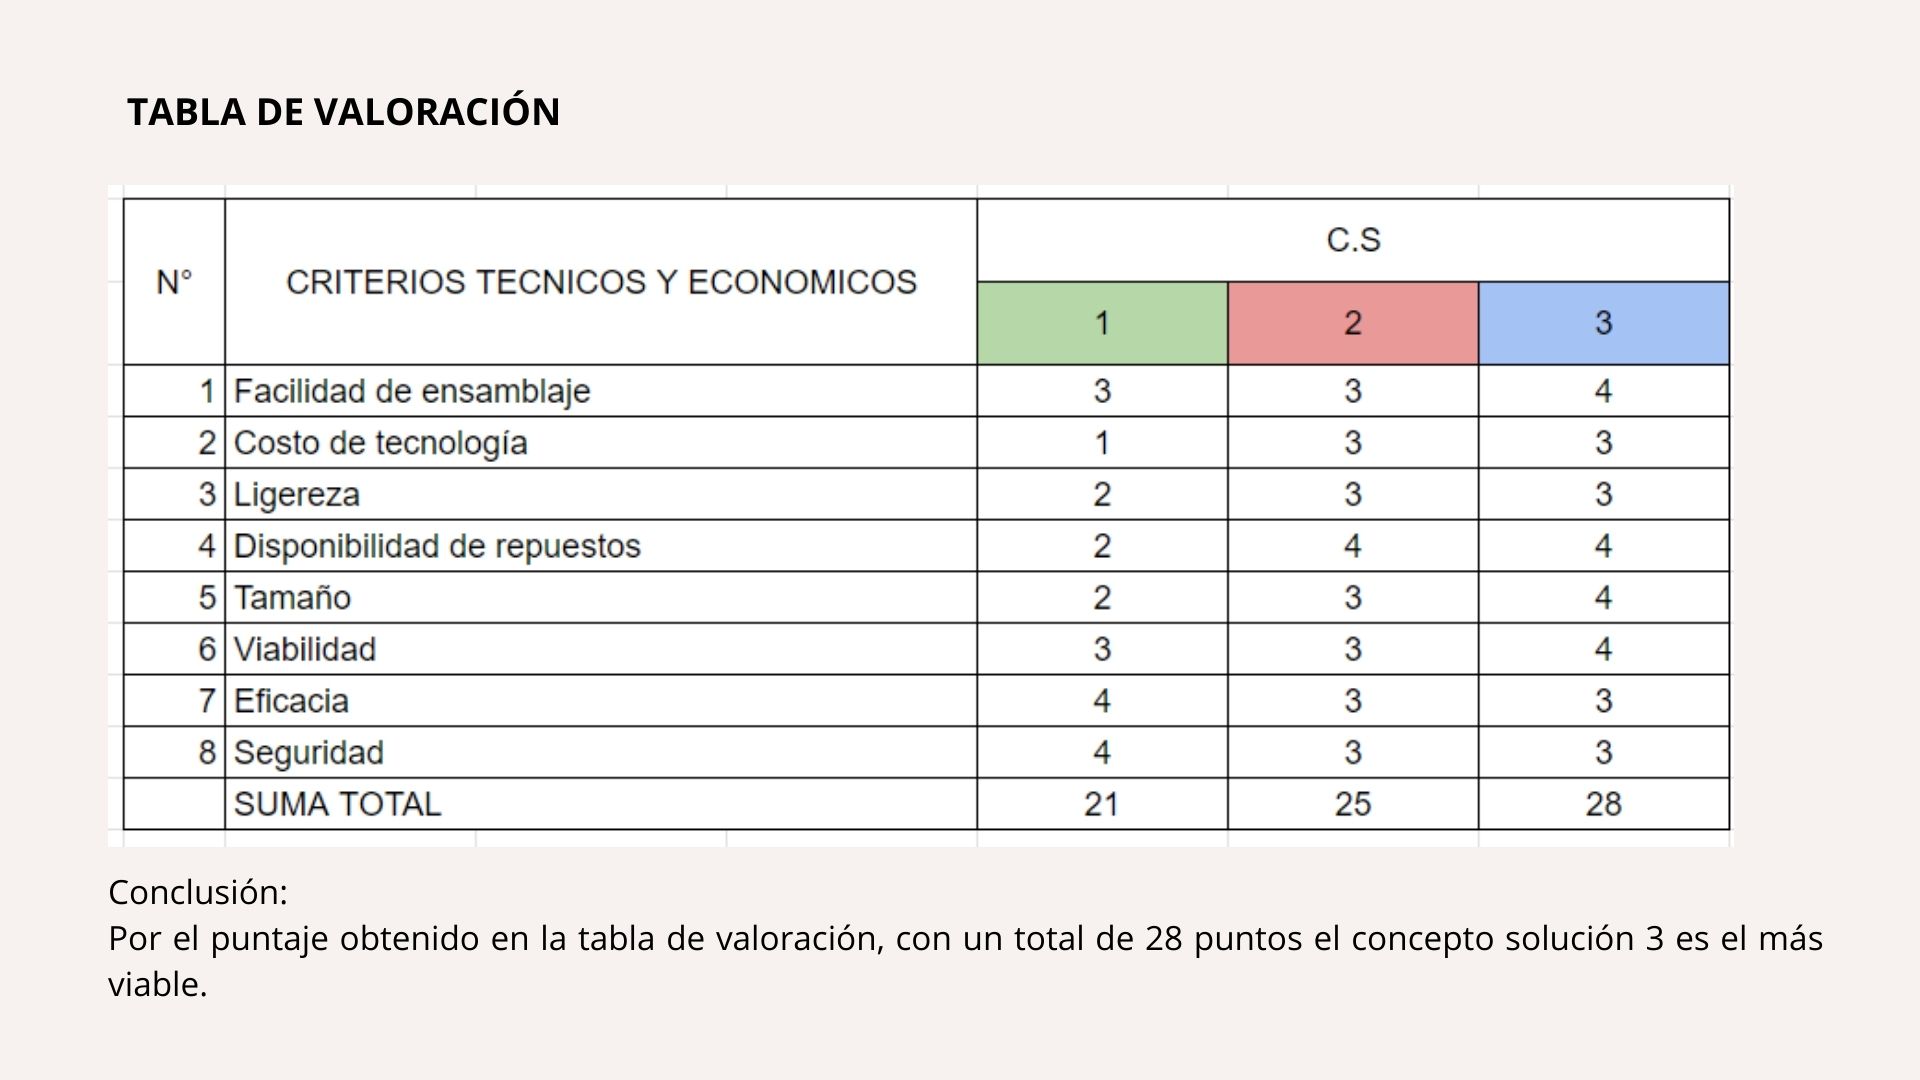 TABLA DE VALORACIÓN
N° CRITERIOS TECNICOS Y ECONOMICOS C.S
1 2 3
1 Facilidad de ensamblaje 3 3 4
2 Costo de tecnología 1 3 3
3 Ligereza 2 3 3
4 Disponibilidad de repuestos 2 4 4
5 Tamaño 2 3 4
6 Viabilidad 3 3 4
7 Eficacia 4 3 3
8 Seguridad 4 3 3
SUMA TOTAL 21 25 28
Conclusión:
Por el puntaje obtenido en la tabla de valoración, con un total de 28 puntos el concepto solución 3 es el más
viable.